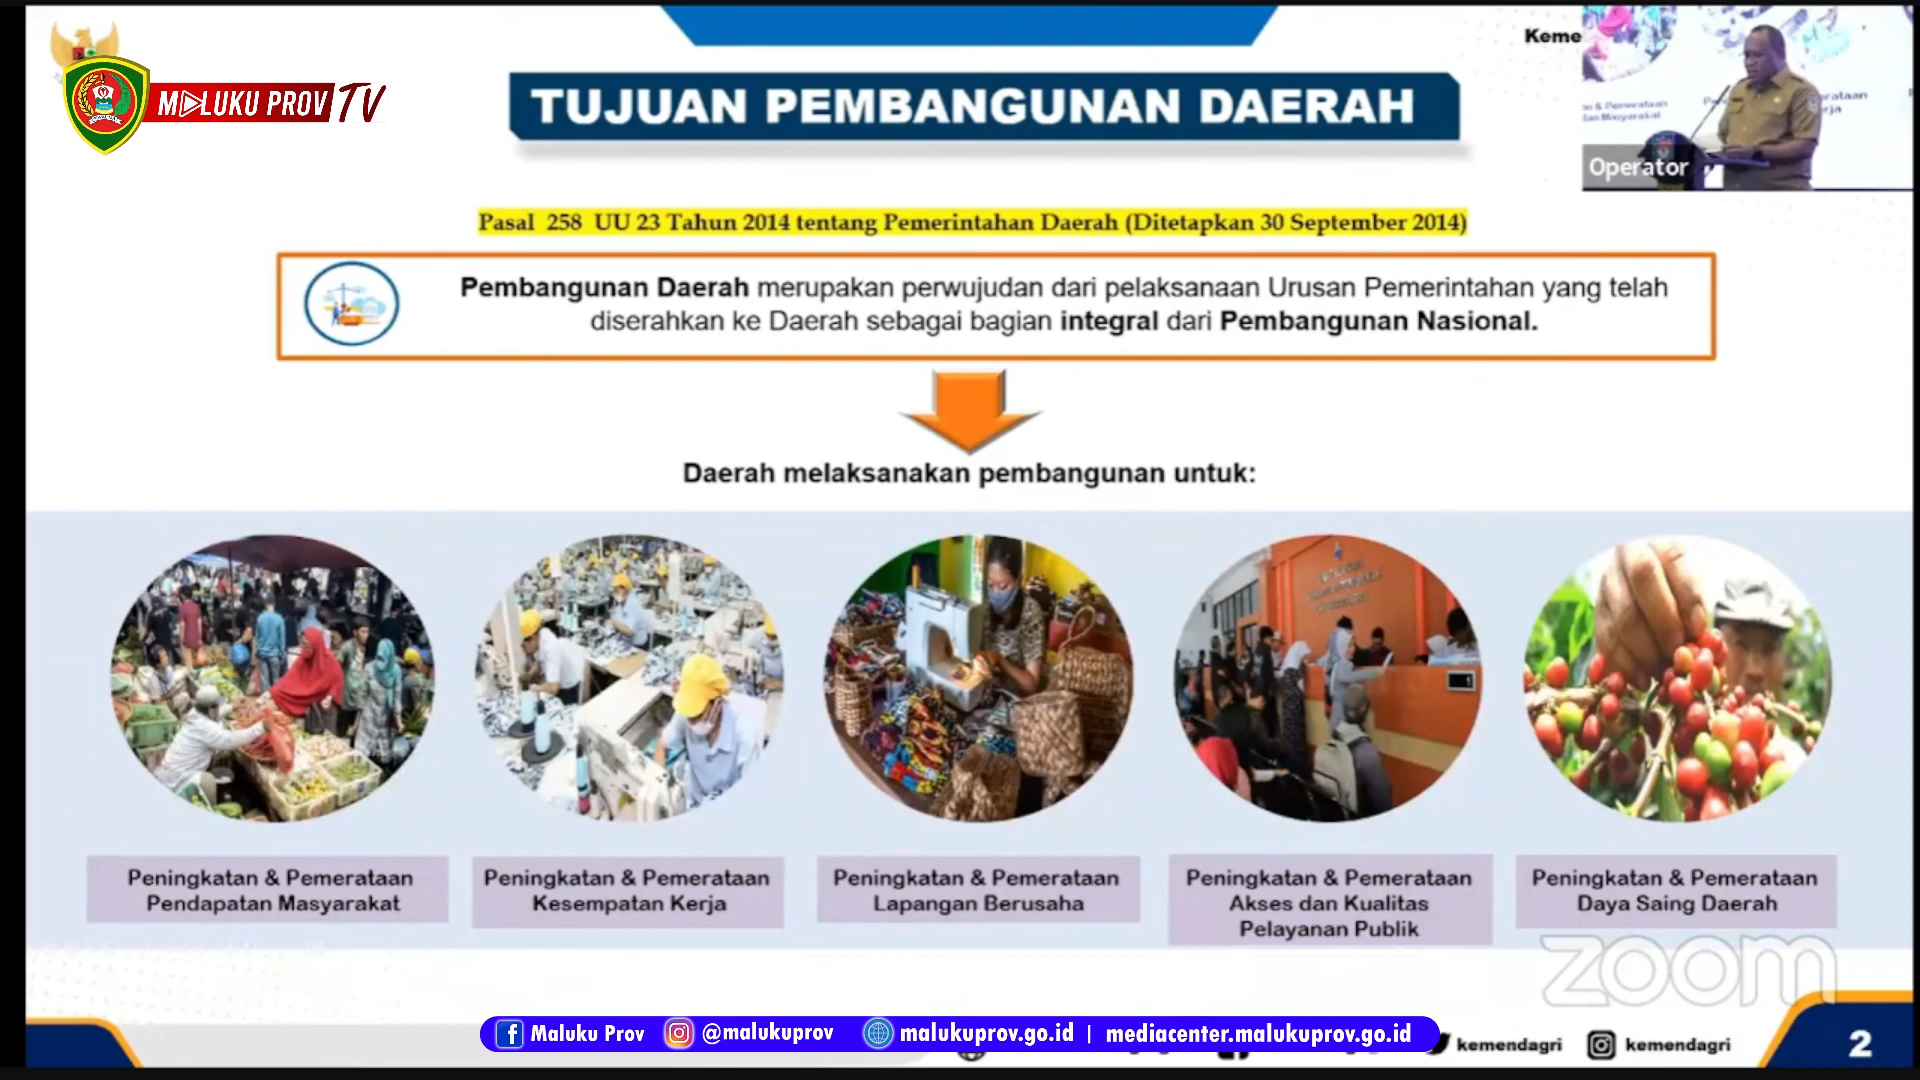 MALUKU PROV TV
Keme
TUJUAN PEMBANGUNAN DAERAH
Operator
Pasal 258 UU 23 Tahun 2014 tentang Pemerintahan Daerah (Ditetapkan 30 September 2014)
Pembangunan Daerah merupakan perwujudan dari pelaksanaan Urusan Pemerintahan yang telah
diserahkan ke Daerah sebagai bagian integral dari Pembangunan Nasional.
Daerah melaksanakan pembangunan untuk:
Peningkatan & Pemerataan
Pendapatan Masyarakat
Peningkatan & Pemerataan
Kesempatan Kerja
Peningkatan & Pemerataan
Lapangan Berusaha
Peningkatan & Pemerataan
Akses dan Kualitas
Pelayanan Publik
Peningkatan & Pemerataan
Daya Saing Daerah
zoom
Maluku Prov @malukuprov malukuprov.go.id | mediacenter.malukuprov.go.id
kemendagri kemendagri
2